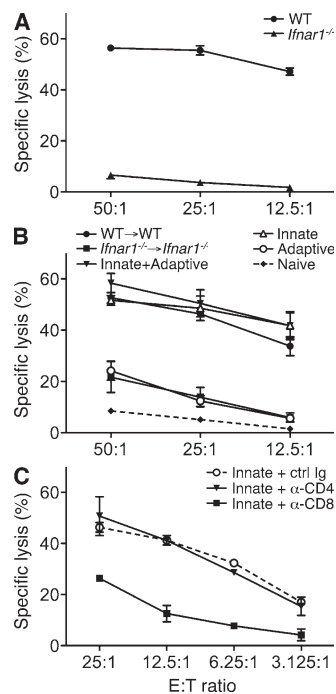 A
WT
Ifnar1-/-
Specific lysis (%)
60
40
20
0
50:1 25:1 12.5:1
B
WT→WT
Ifnar1-/-→Ifnar1-/-
Innate+Adaptive
Innate
Adaptive
Naive
Specific lysis (%)
60
40
20
0
50:1 25:1 12.5:1
C
Innate + ctrl Ig
Innate + α-CD4
Innate + α-CD8
Specific lysis (%)
60
40
20
0
25:1 12.5:1 6.25:1 3.125:1
E:T ratio